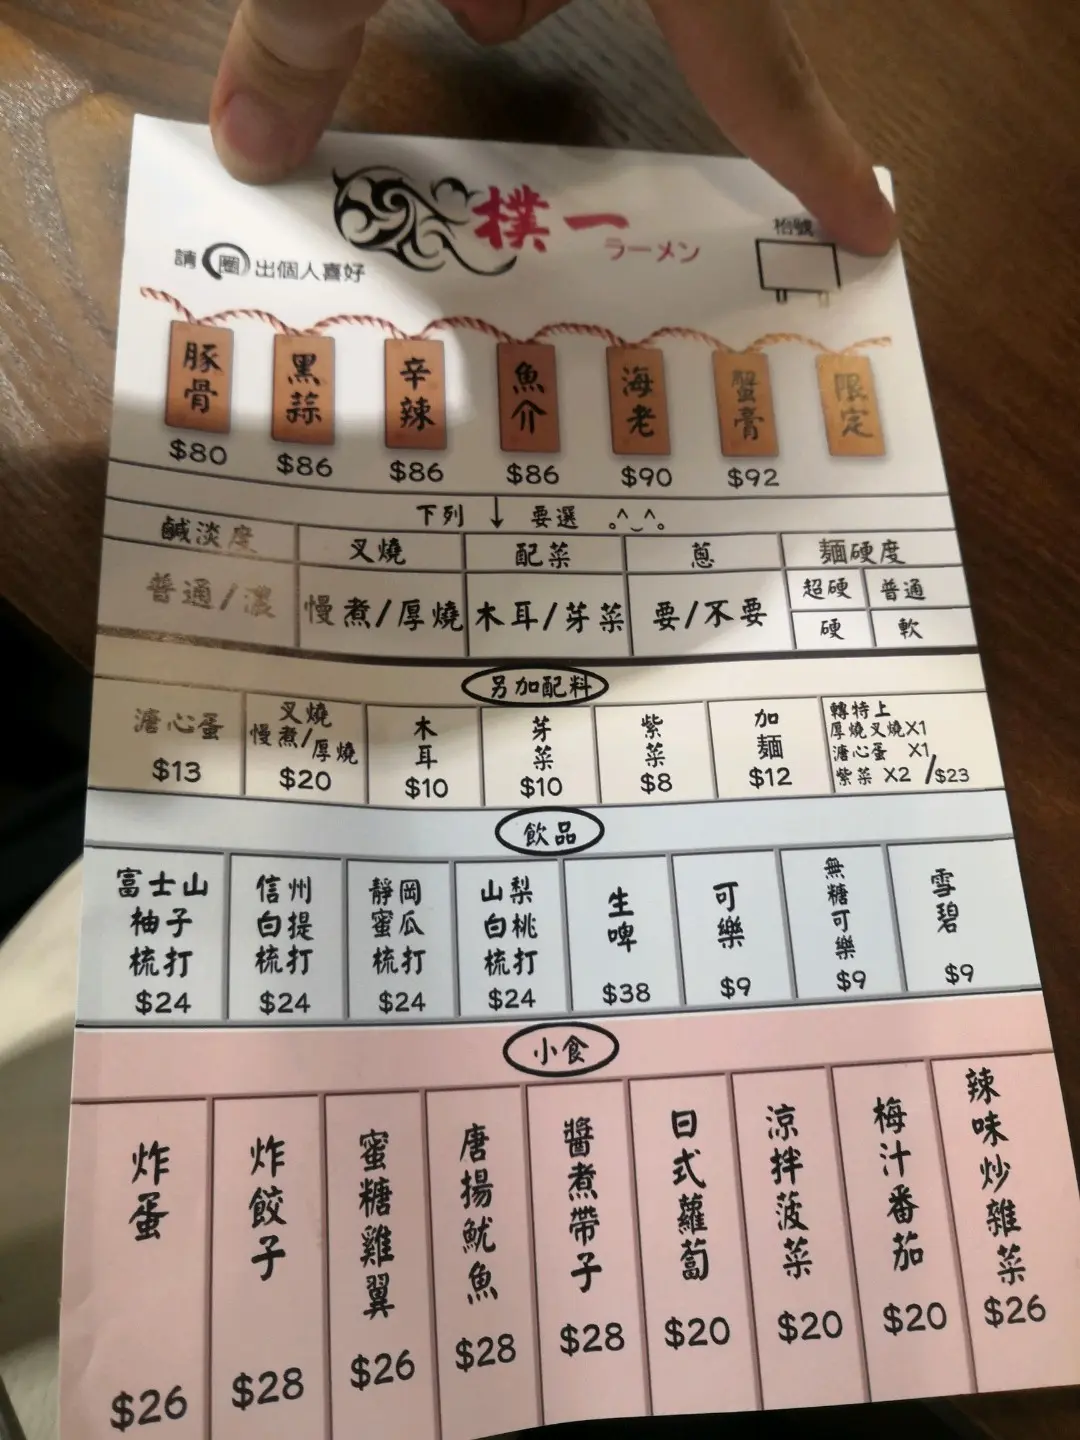 樸一
ラーメン
枱號
請圈出個人喜好
豚骨 黑蒜 辛辣 魚介 海老 蟹膏 限定
$80 $86 $86 $86 $90 $92
下列 ↓ 要選 。^‿^。
鹹淡度 叉燒 配菜 蔥 麵硬度
普通/濃 慢煮/厚燒 木耳/芽菜 要/不要
超硬 普通
硬 軟
另加配料
溏心蛋 $13
叉燒
慢煮/厚燒
$20
木耳 $10
芽菜 $10
紫菜 $8
加麵 $12
轉特上
厚燒叉燒X1
溏心蛋 X1
紫菜 X2 /$23
飲品
富士山
柚子
梳打
$24
信州
白提
梳打
$24
靜岡
蜜瓜
梳打
$24
山梨
白桃
梳打
$24
生啤 $38
可樂 $9
無糖可樂 $9
雪碧 $9
小食
炸蛋 $26
炸餃子 $28
蜜糖雞翼 $26
唐揚魷魚 $28
醬煮帶子 $28
日式蘿蔔 $20
涼拌菠菜 $20
梅汁番茄 $20
辣味炒雜菜 $26